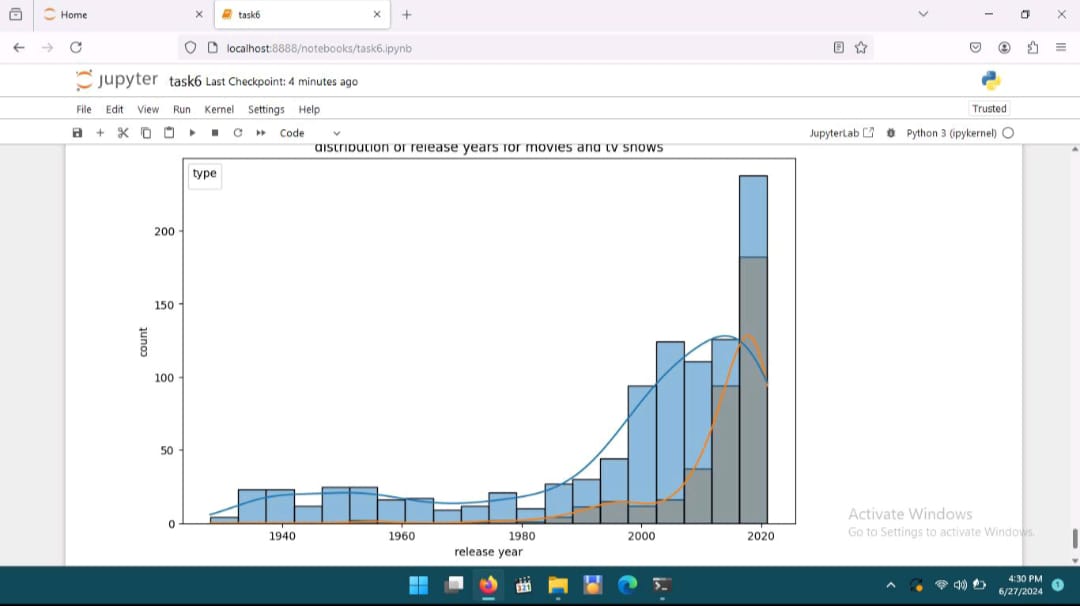 Home
task6
localhost:8888/notebooks/task6.ipynb
jupyter task6 Last Checkpoint: 4 minutes ago
File Edit View Run Kernel Settings Help
Trusted
Code
JupyterLab
Python 3 (ipykernel)
distribution of release years for movies and tv shows
type
200
150
100
50
0
count
1940 1960 1980 2000 2020
release year
Activate Windows
Go to Settings to activate Windows.
4:30 PM
6/27/2024
1